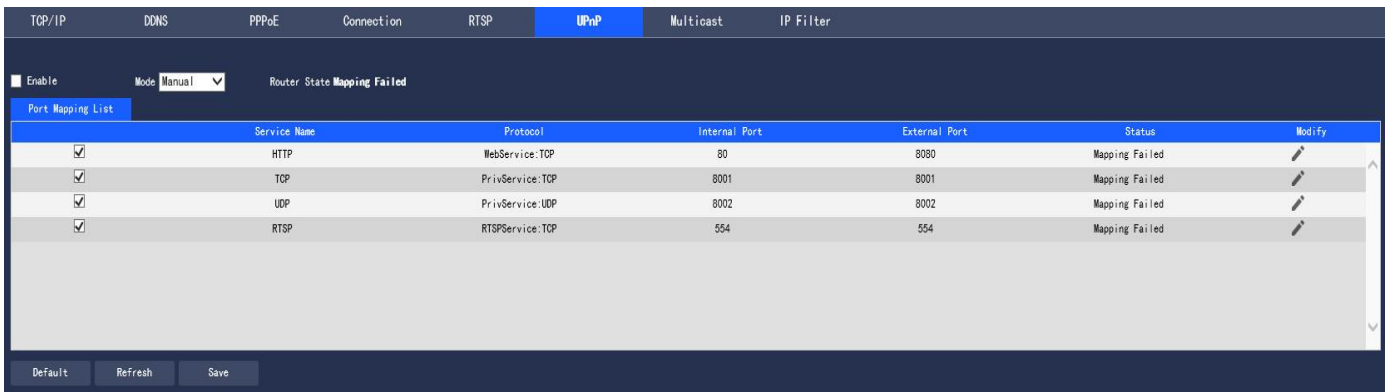 TCP/IP DDNS PPPoE Connection RTSP UPnP Multicast IP Filter
Enable Mode Manual Router State Mapping Failed
Port Mapping List
Service Name Protocol Internal Port External Port Status Modify
HTTP WebService:TCP 80 8080 Mapping Failed
TCP PrivService:TCP 8001 8001 Mapping Failed
UDP PrivService:UDP 8002 8002 Mapping Failed
RTSP RTSPService:TCP 554 554 Mapping Failed
Default Refresh Save